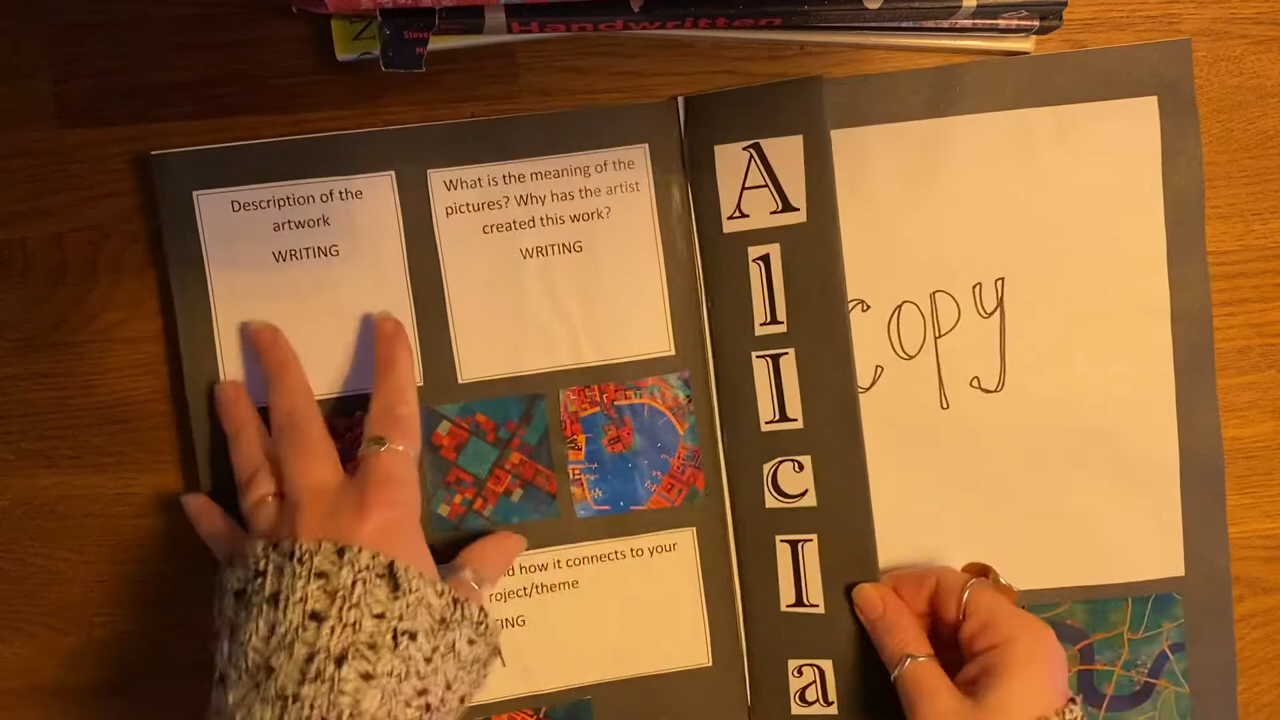 Handwritten
Steve
Description of the
artwork
WRITING
What is the meaning of the
pictures? Why has the artist
created this work?
WRITING
how it connects to your
project/theme
A
l
I
c
I
a
copy